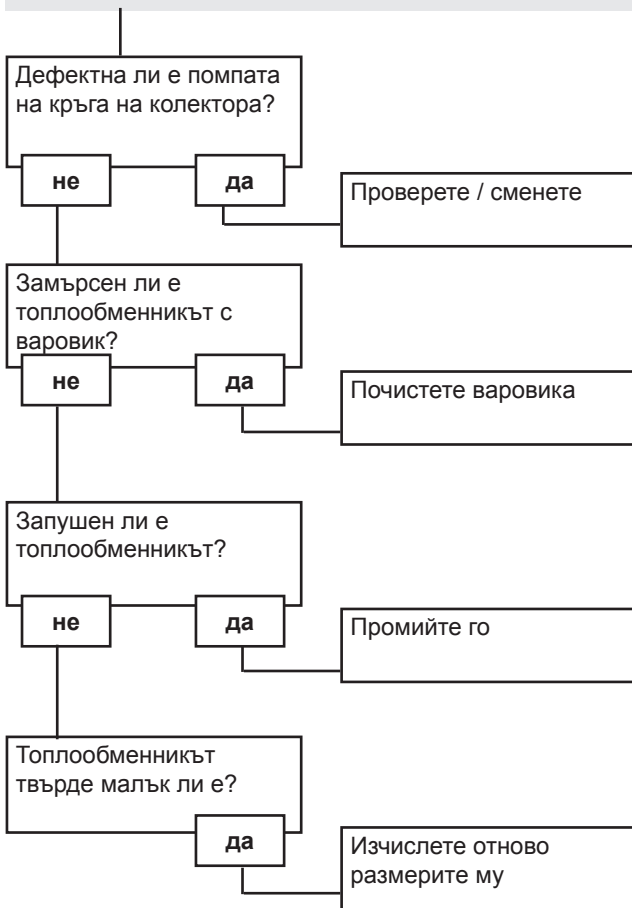 Дефектна ли е помпата
на кръга на колектора?
не
да
Проверете / сменете
Замърсен ли е
топлообменникът с
варовик?
не
да
Почистете варовика
Запушен ли е
топлообменникът?
не
да
Промийте го
Топлообменникът
твърде малък ли е?
да
Изчислете отново
размерите му